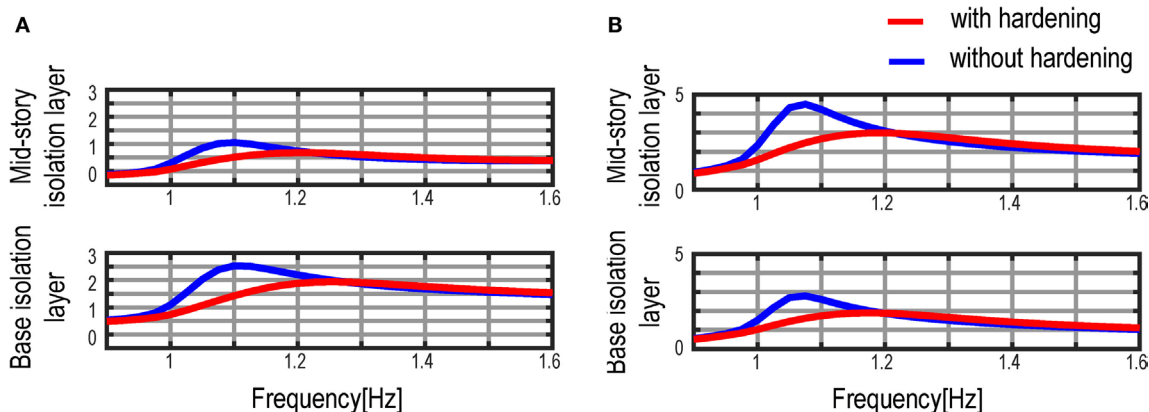 A
Mid-story
isolation layer
3
2
1
0
1
1.2
1.4
1.6
Base isolation
layer
3
2
1
0
1
1.2
1.4
1.6
Frequency[Hz]
B
with hardening
without hardening
Mid-story
isolation layer
5
0
1
1.2
1.4
1.6
Base isolation
layer
5
0
1
1.2
1.4
1.6
Frequency[Hz]